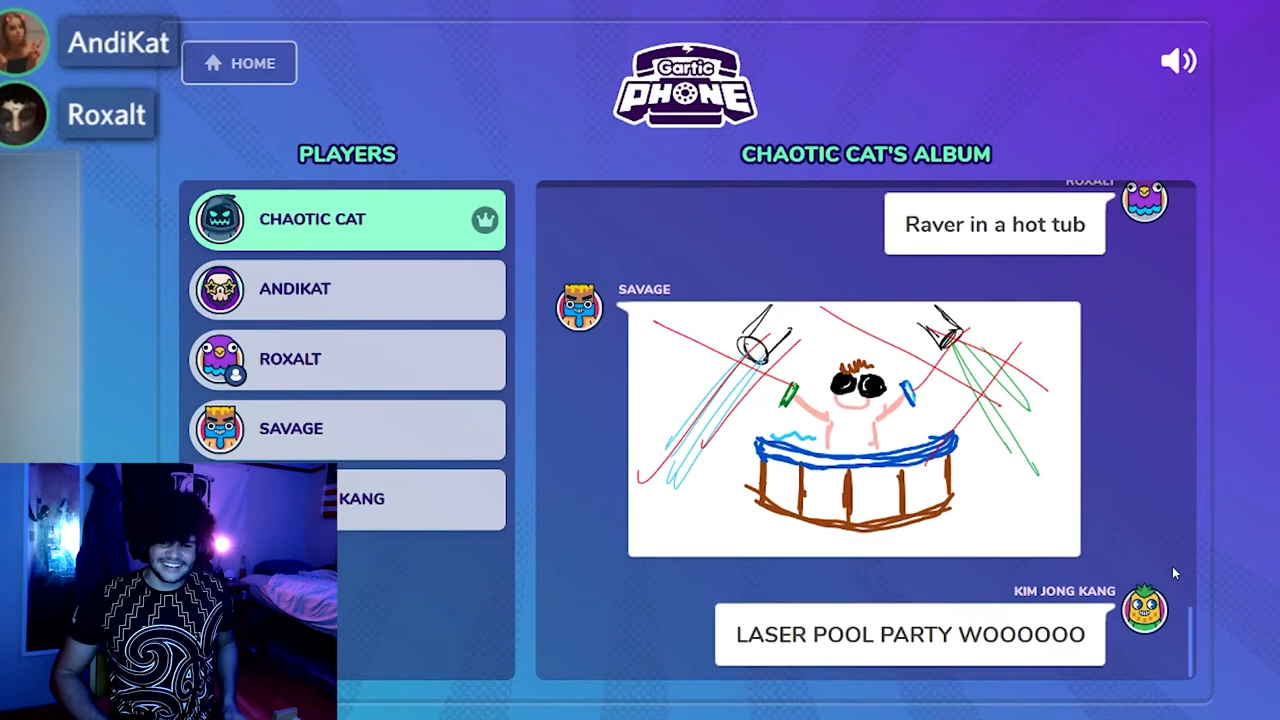 AndiKat
Roxalt
HOME
Gartic
PHONE
PLAYERS
CHAOTIC CAT
ANDIKAT
ROXALT
SAVAGE
KANG
CHAOTIC CAT'S ALBUM
ROXALT
Raver in a hot tub
SAVAGE
KIM JONG KANG
LASER POOL PARTY WOOOOOO